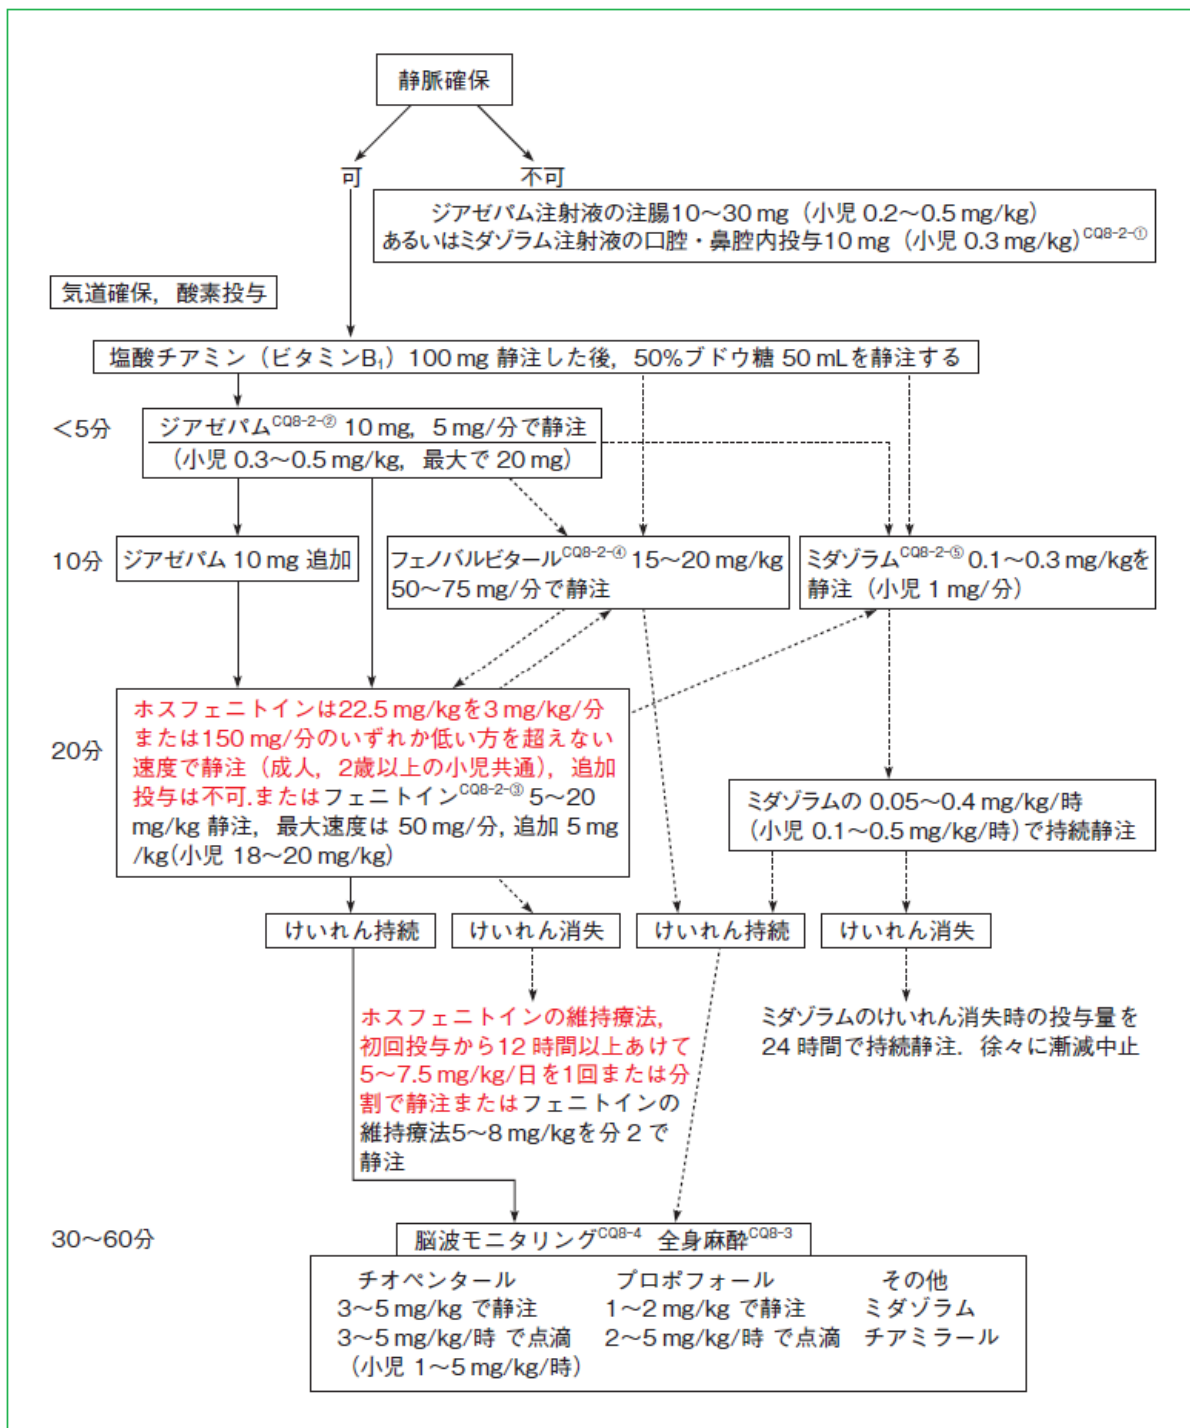 静脈確保
可
不可
ジアゼパム注射液の注腸10～30 mg（小児 0.2～0.5 mg/kg）
あるいはミダゾラム注射液の口腔・鼻腔内投与10 mg（小児 0.3 mg/kg）CQ8-2-①
気道確保，酸素投与
塩酸チアミン（ビタミンB₁）100 mg 静注した後，50%ブドウ糖 50 mLを静注する
＜5分
ジアゼパムCQ8-2-② 10 mg，5 mg/分で静注
（小児 0.3～0.5 mg/kg，最大で 20 mg）
10分
ジアゼパム 10 mg 追加
フェノバルビタールCQ8-2-④ 15～20 mg/kg
50～75 mg/分で静注
ミダゾラムCQ8-2-⑤ 0.1～0.3 mg/kgを
静注（小児 1 mg/分）
20分
ホスフェニトインは22.5 mg/kgを3 mg/kg/分
または150 mg/分のいずれか低い方を超えない
速度で静注（成人，2歳以上の小児共通），追加
投与は不可.またはフェニトインCQ8-2-③ 5～20
mg/kg 静注，最大速度は 50 mg/分，追加 5 mg
/kg（小児 18～20 mg/kg）
ミダゾラムの 0.05～0.4 mg/kg/時
（小児 0.1～0.5 mg/kg/時）で持続静注
けいれん持続
けいれん消失
けいれん持続
けいれん消失
ホスフェニトインの維持療法，
初回投与から12 時間以上あけて
5～7.5 mg/kg/日を1回または分
割で静注またはフェニトインの
維持療法5～8 mg/kgを分 2 で
静注
ミダゾラムのけいれん消失時の投与量を
24 時間で持続静注．徐々に漸減中止
30～60分
脳波モニタリングCQ8-4 全身麻酔CQ8-3
チオペンタール
3～5 mg/kg で静注
3～5 mg/kg/時 で点滴
（小児 1～5 mg/kg/時）
プロポフォール
1～2 mg/kg で静注
2～5 mg/kg/時 で点滴
その他
ミダゾラム
チアミラール